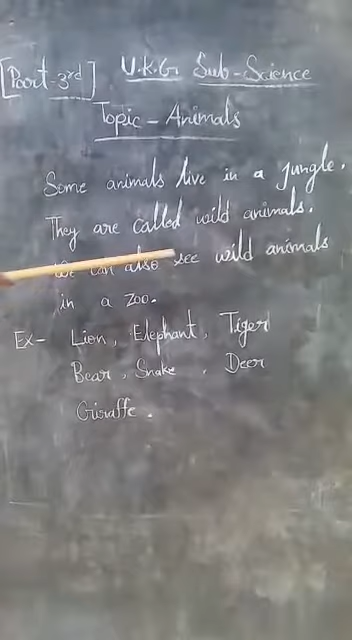 [Part-3rd] U.K.G Sub-Science
Topic - Animals
Some animals live in a jungle.
They are called wild animals.
We can also see wild animals
in a zoo.
Ex- Lion, Elephant, Tiger
Bear, Snake, Deer
Giraffe.